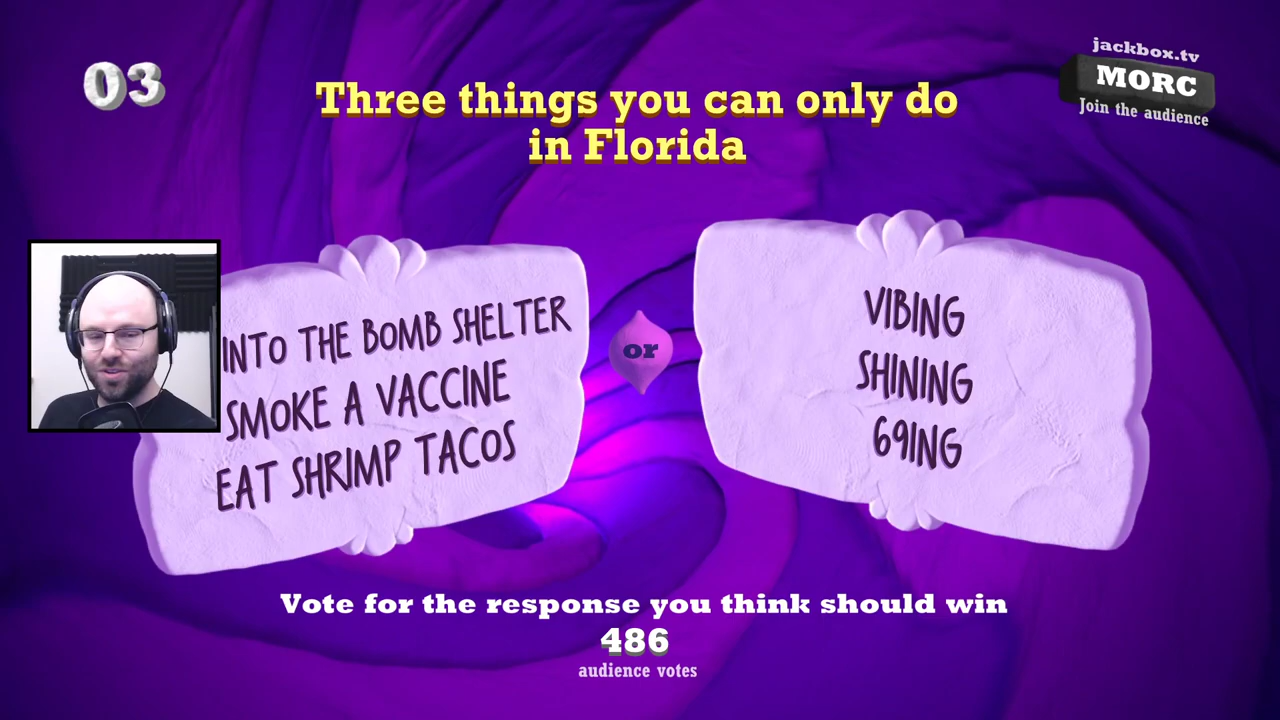 03
Three things you can only do
in Florida
jackbox.tv
MORC
Join the audience
INTO THE BOMB SHELTER
SMOKE A VACCINE
EAT SHRIMP TACOS
or
VIBING
SHINING
69ING
Vote for the response you think should win
486
audience votes